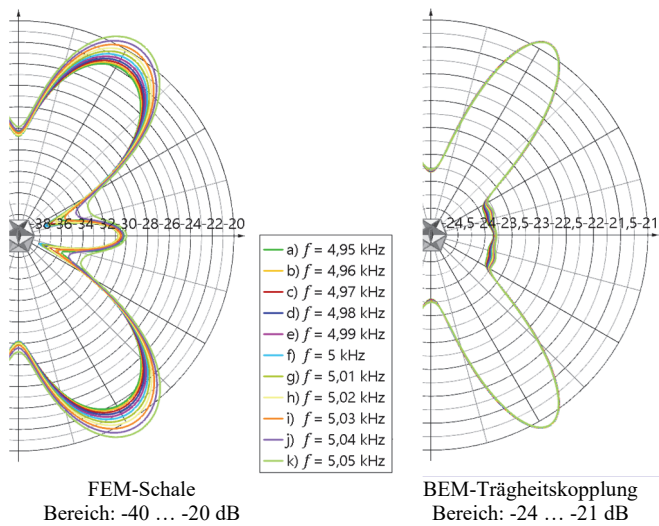 -38-36 -34 -32-30 -28 -26 -24 -22 -20
-24,5-24 -23,5-23 -22,5-22 -21,5-21
a) f = 4,95 kHz
b) f = 4,96 kHz
c) f = 4,97 kHz
d) f = 4,98 kHz
e) f = 4,99 kHz
f) f = 5 kHz
g) f = 5,01 kHz
h) f = 5,02 kHz
i) f = 5,03 kHz
j) f = 5,04 kHz
k) f = 5,05 kHz
FEM-Schale
Bereich: -40 … -20 dB
BEM-Trägheitskopplung
Bereich: -24 … -21 dB